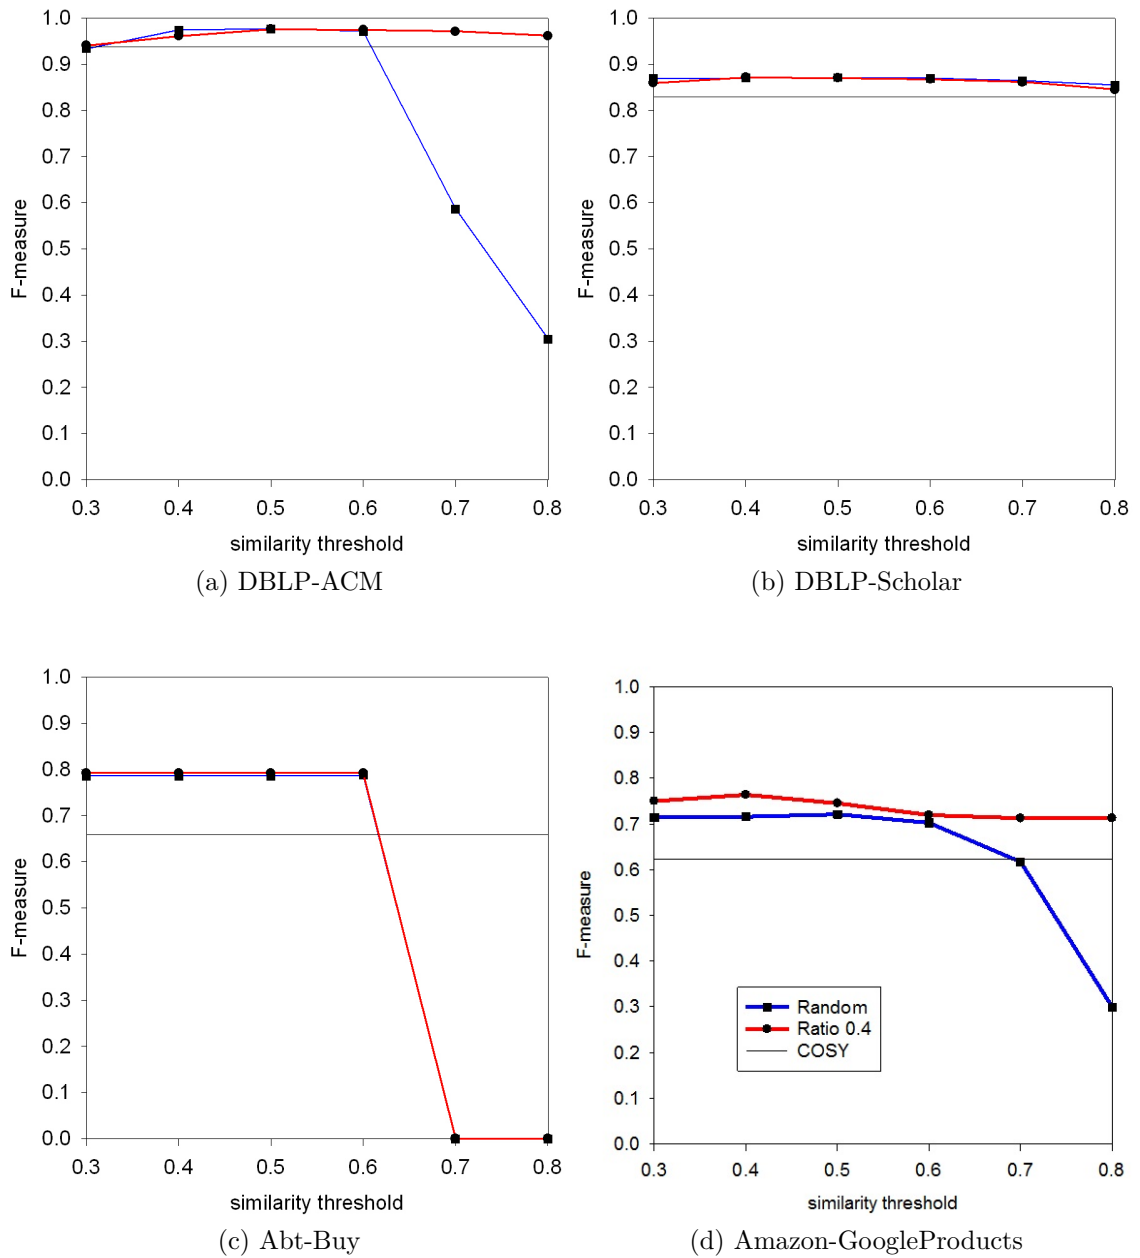 1.0
0.9
0.8
0.7
0.6
0.5
0.4
0.3
0.2
0.1
0.0
F-measure
0.3 0.4 0.5 0.6 0.7 0.8
similarity threshold
(a) DBLP-ACM
1.0
0.9
0.8
0.7
0.6
0.5
0.4
0.3
0.2
0.1
0.0
F-measure
0.3 0.4 0.5 0.6 0.7 0.8
similarity threshold
(b) DBLP-Scholar
1.0
0.9
0.8
0.7
0.6
0.5
0.4
0.3
0.2
0.1
0.0
F-measure
0.3 0.4 0.5 0.6 0.7 0.8
similarity threshold
(c) Abt-Buy
1.0
0.9
0.8
0.7
0.6
0.5
0.4
0.3
0.2
0.1
0.0
F-measure
Random
Ratio 0.4
COSY
0.3 0.4 0.5 0.6 0.7 0.8
similarity threshold
(d) Amazon-GoogleProducts